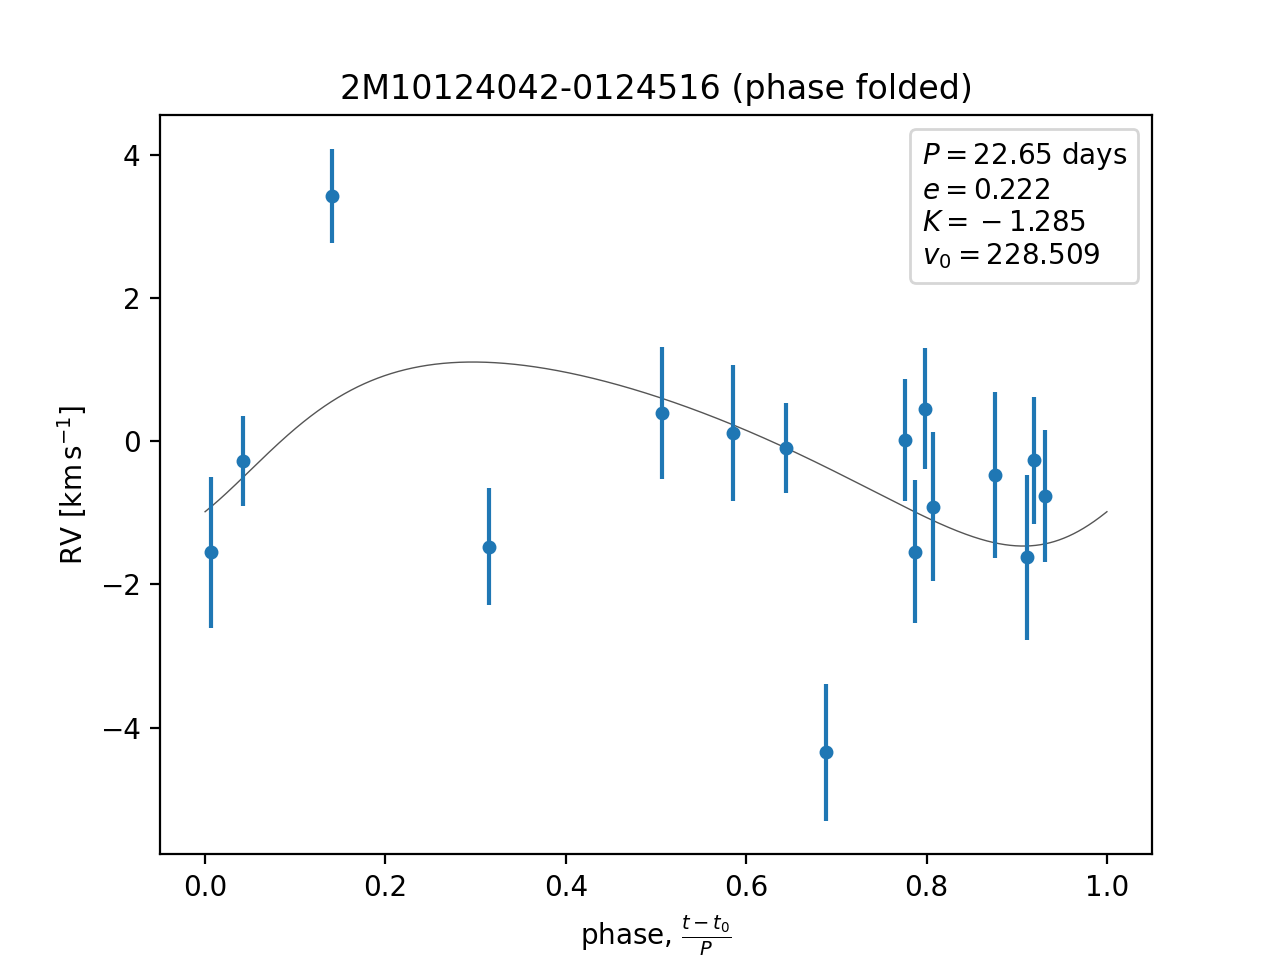 2M10124042-0124516 (phase folded)
P = 22.65 days
e = 0.222
K = −1.285
v₀ = 228.509
RV [km s⁻¹]
4
2
0
−2
−4
0.0 0.2 0.4 0.6 0.8 1.0
phase, (t − t₀)/P